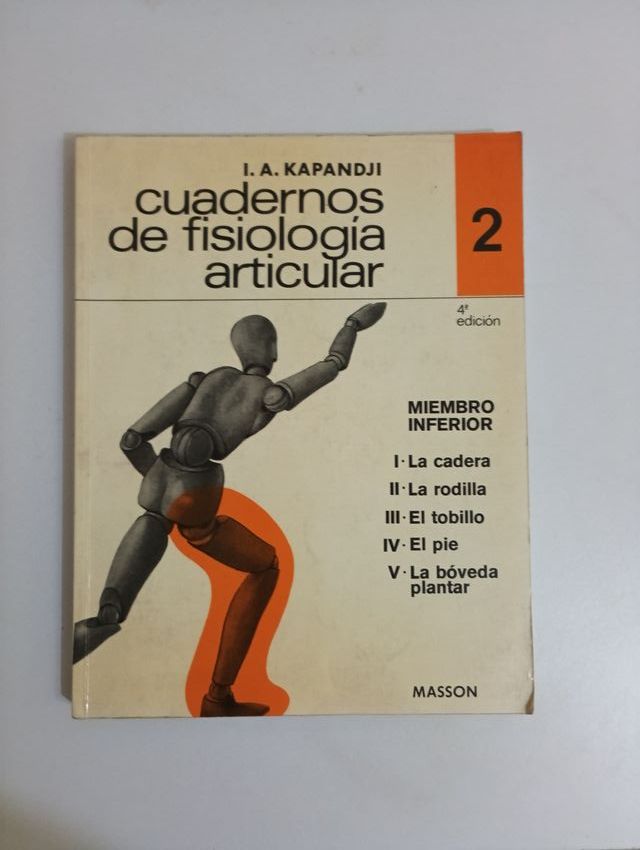 I. A. KAPANDJI
cuadernos
de fisiología
articular
2
4ª
edición
MIEMBRO
INFERIOR
I· La cadera
II· La rodilla
III· El tobillo
IV· El pie
V· La bóveda
plantar
MASSON